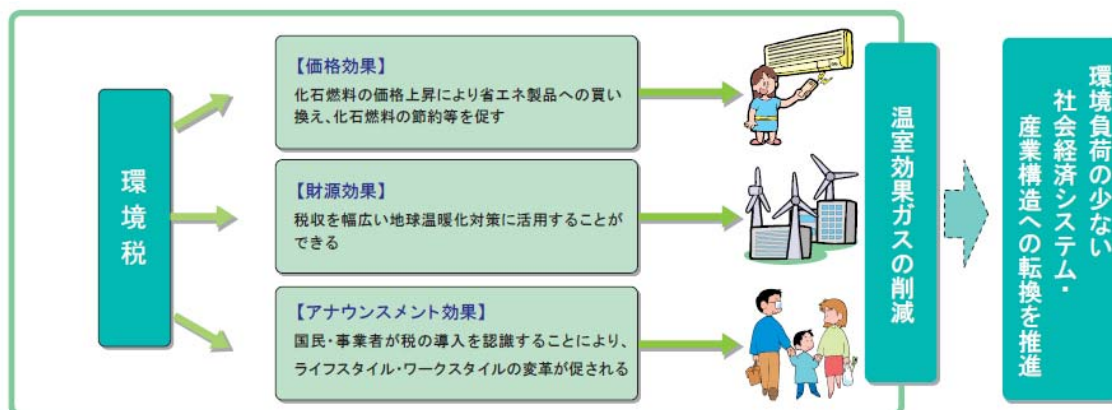 環境税
【価格効果】
化石燃料の価格上昇により省エネ製品への買い
換え、化石燃料の節約等を促す
【財源効果】
税収を幅広い地球温暖化対策に活用することが
できる
【アナウンスメント効果】
国民・事業者が税の導入を認識することにより、
ライフスタイル・ワークスタイルの変革が促される
温室効果ガスの削減
環境負荷の少ない
社会経済システム・
産業構造への転換を推進